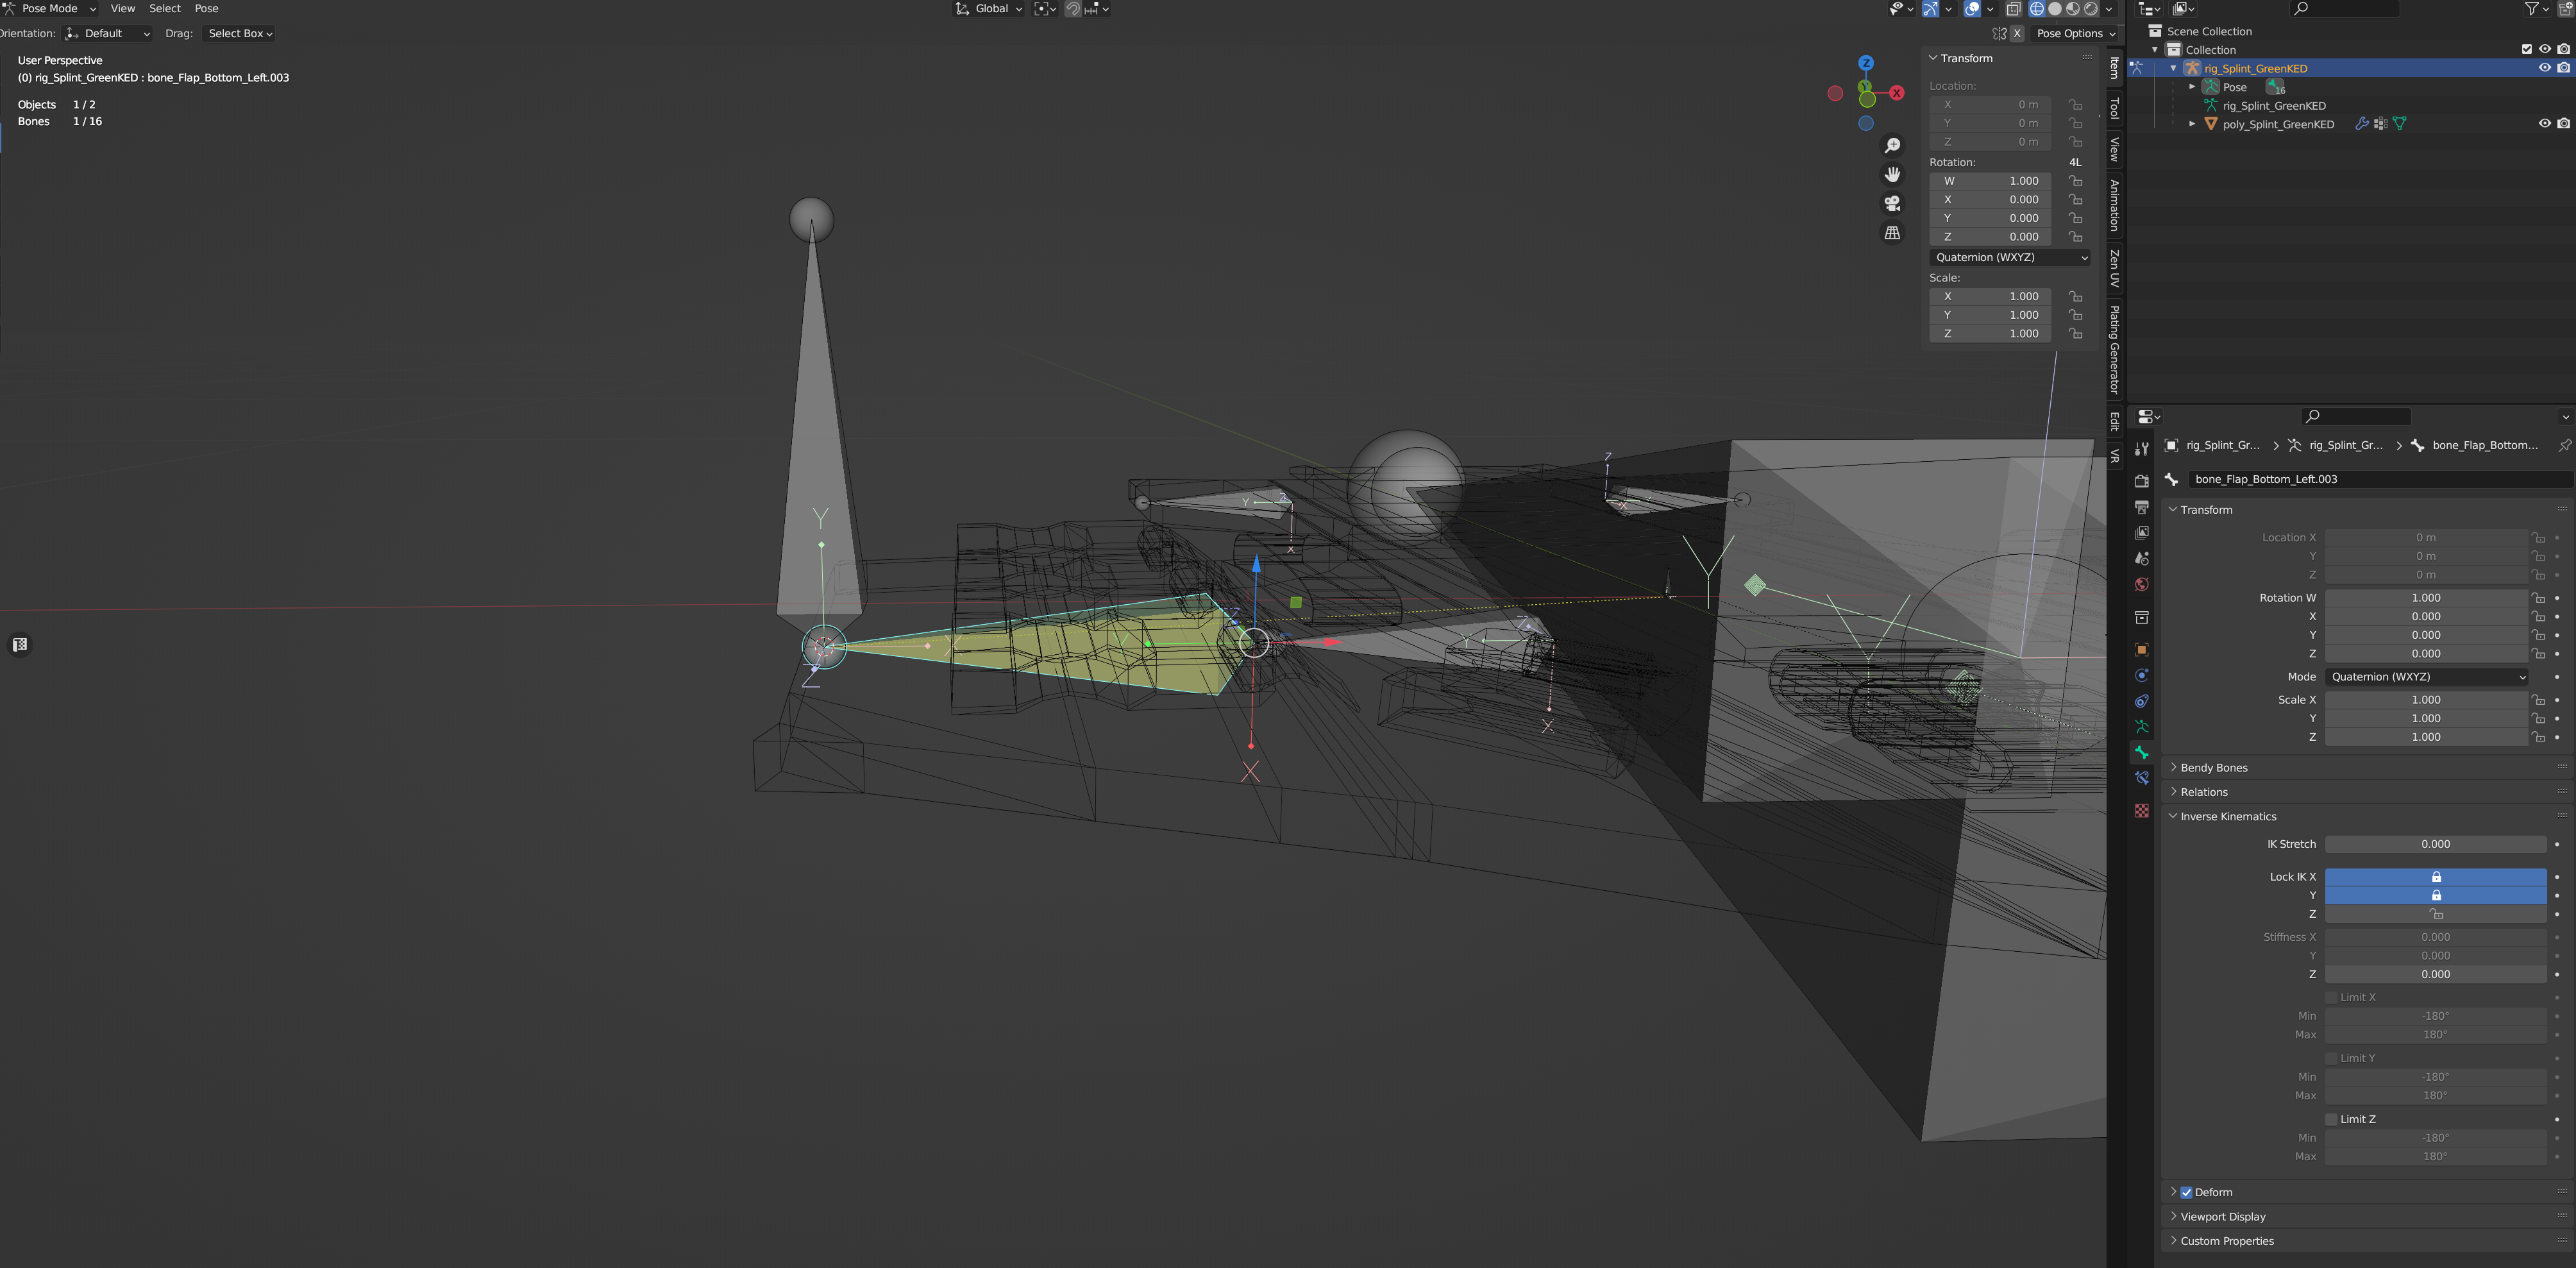 Pose Mode View Select Pose Global
Orientation: Default Drag: Select Box X Pose Options
User Perspective
(0) rig_Splint_GreenKED : bone_Flap_Bottom_Left.003
Objects 1 / 2
Bones 1 / 16
Z
X
Y
Transform
Location:
X 0 m
Y 0 m
Z 0 m
Rotation: 4L
W 1.000
X 0.000
Y 0.000
Z 0.000
Quaternion (WXYZ)
Scale:
X 1.000
Y 1.000
Z 1.000
Item
Tool
View
Animation
Zen UV
Plating Generator
Edit
VR
Scene Collection
Collection
rig_Splint_GreenKED
Pose 16
rig_Splint_GreenKED
poly_Splint_GreenKED
rig_Splint_Gr... rig_Splint_Gr... bone_Flap_Bottom...
bone_Flap_Bottom_Left.003
Transform
Location X 0 m
Y 0 m
Z 0 m
Rotation W 1.000
X 0.000
Y 0.000
Z 0.000
Mode Quaternion (WXYZ)
Scale X 1.000
Y 1.000
Z 1.000
Bendy Bones
Relations
Inverse Kinematics
IK Stretch 0.000
Lock IK X
Y
Z
Stiffness X 0.000
Y 0.000
Z 0.000
Limit X
Min -180°
Max 180°
Limit Y
Min -180°
Max 180°
Limit Z
Min -180°
Max 180°
Deform
Viewport Display
Custom Properties